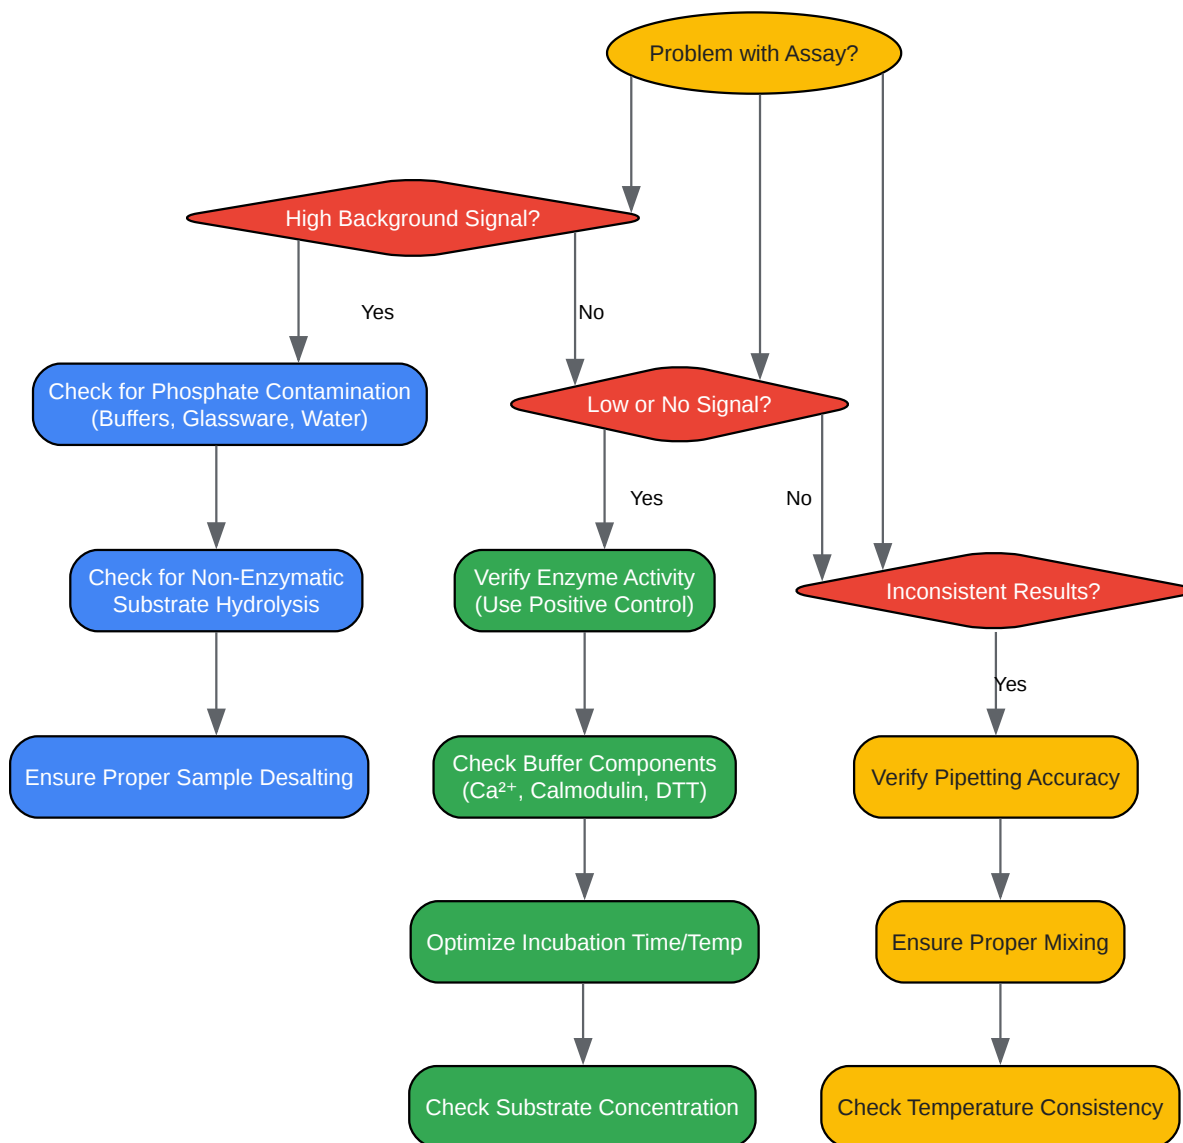 Problem with Assay?
High Background Signal?
Yes
No
Check for Phosphate Contamination
(Buffers, Glassware, Water)
Low or No Signal?
Yes
No
Check for Non-Enzymatic
Substrate Hydrolysis
Verify Enzyme Activity
(Use Positive Control)
Inconsistent Results?
Yes
Ensure Proper Sample Desalting
Check Buffer Components
(Ca²⁺, Calmodulin, DTT)
Verify Pipetting Accuracy
Optimize Incubation Time/Temp
Ensure Proper Mixing
Check Substrate Concentration
Check Temperature Consistency